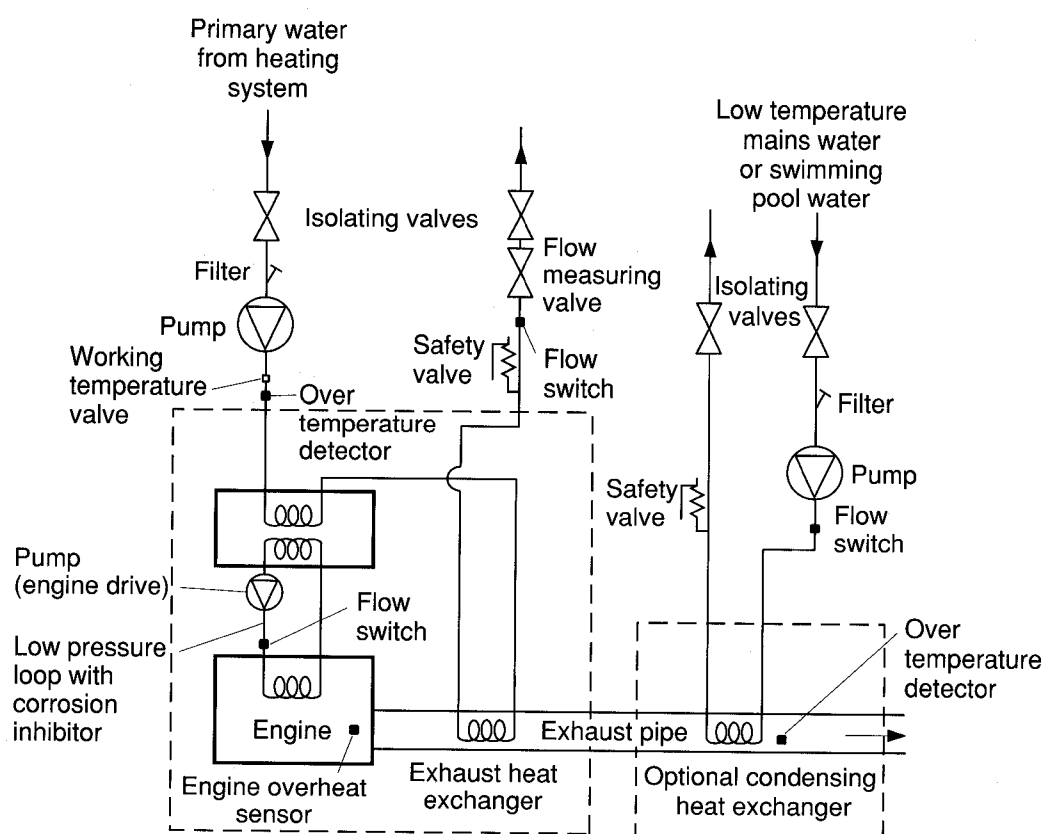 Primary water
from heating
system
Low temperature
mains water
or swimming
pool water
Isolating valves
Filter
Flow
measuring
valve
Isolating
valves
Pump
Safety
valve
Flow
switch
Working
temperature
valve
Over
temperature
detector
Filter
Pump
Safety
valve
Flow
switch
Pump
(engine drive)
Flow
switch
Low pressure
loop with
corrosion
inhibitor
Over
temperature
detector
Engine
Exhaust pipe
Engine overheat
sensor
Exhaust heat
exchanger
Optional condensing
heat exchanger